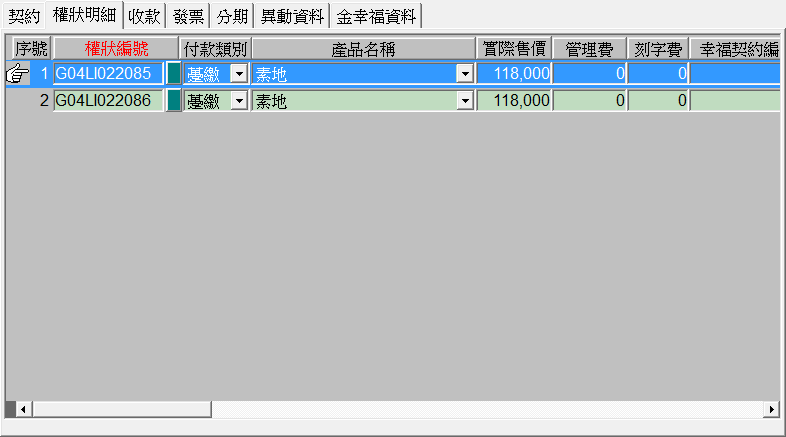 契約 權狀明細 收款 發票 分期 異動資料 金幸福資料
序號 權狀編號 付款類別 產品名稱 實際售價 管理費 刻字費 幸福契約編
1 G04LI022085 躉繳 素地 118,000 0 0
2 G04LI022086 躉繳 素地 118,000 0 0